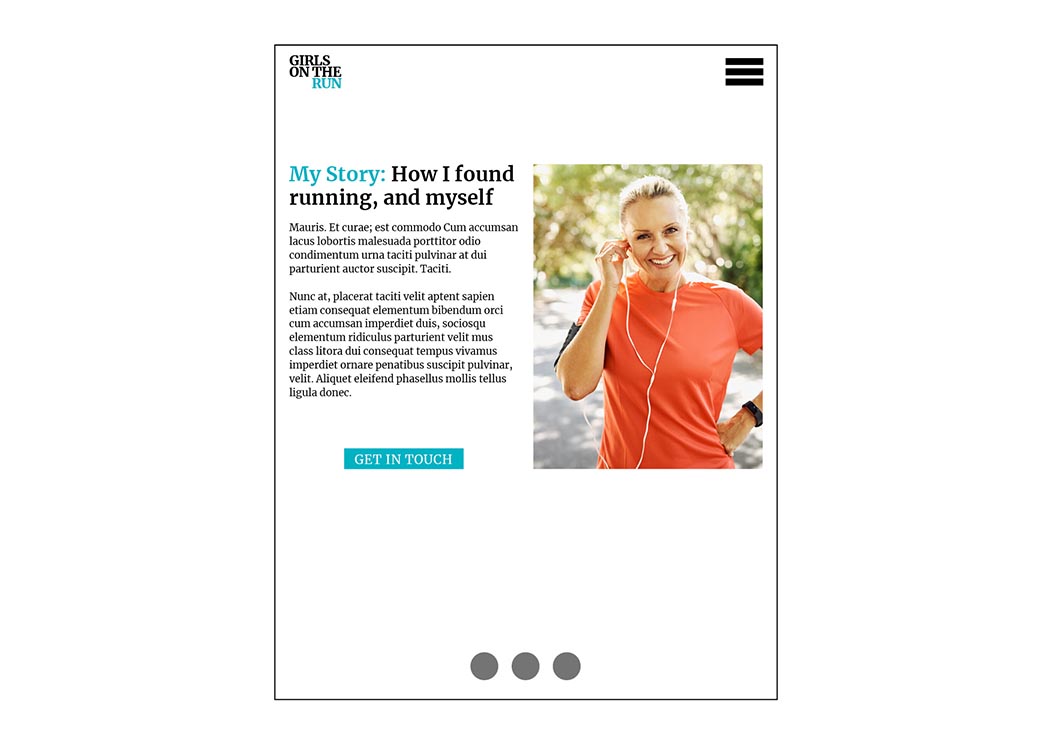 GIRLS
ON THE
RUN
My Story: How I found
running, and myself
Mauris. Et curae; est commodo Cum accumsan
lacus lobortis malesuada porttitor odio
condimentum urna taciti pulvinar at dui
parturient auctor suscipit. Taciti.
Nunc at, placerat taciti velit aptent sapien
etiam consequat elementum bibendum orci
cum accumsan imperdiet duis, sociosqu
elementum ridiculus parturient velit mus
class litora dui consequat tempus vivamus
imperdiet ornare penatibus suscipit pulvinar,
velit. Aliquet eleifend phasellus mollis tellus
ligula donec.
GET IN TOUCH